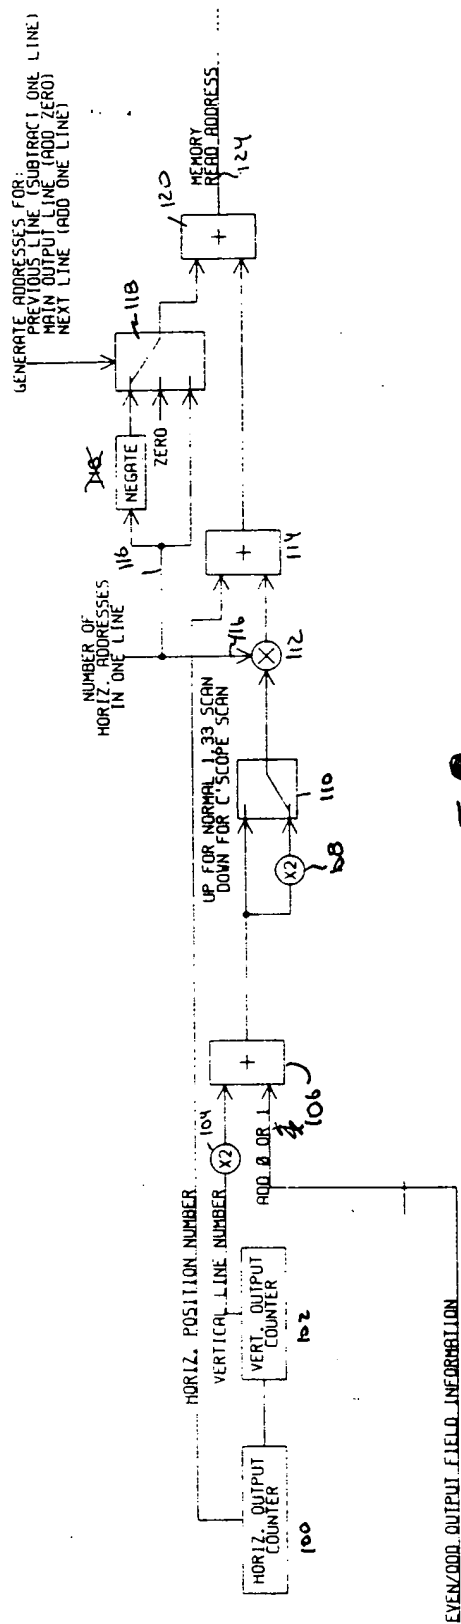 GENERATE ADDRESSES FOR:
PREVIOUS LINE (SUBTRACT ONE LINE)
MAIN OUTPUT LINE (ADD ZERO)
NEXT LINE (ADD ONE LINE)
118
120
MEMORY
READ ADDRESS
124
+
NEGATE
ZERO
116
1
NUMBER OF
HORIZ. ADDRESSES
IN ONE LINE
+
114
416
X
112
UP FOR NORMAL 1.33 SCAN
DOWN FOR C'SCOPE SCAN
110
X2
+
106
104
X2
ADD 0 OR 1
HORIZ. POSITION NUMBER
VERTICAL LINE NUMBER
VERT. OUTPUT
COUNTER
102
HORIZ. OUTPUT
COUNTER
100
EVEN/ODD OUTPUT FIELD INFORMATION